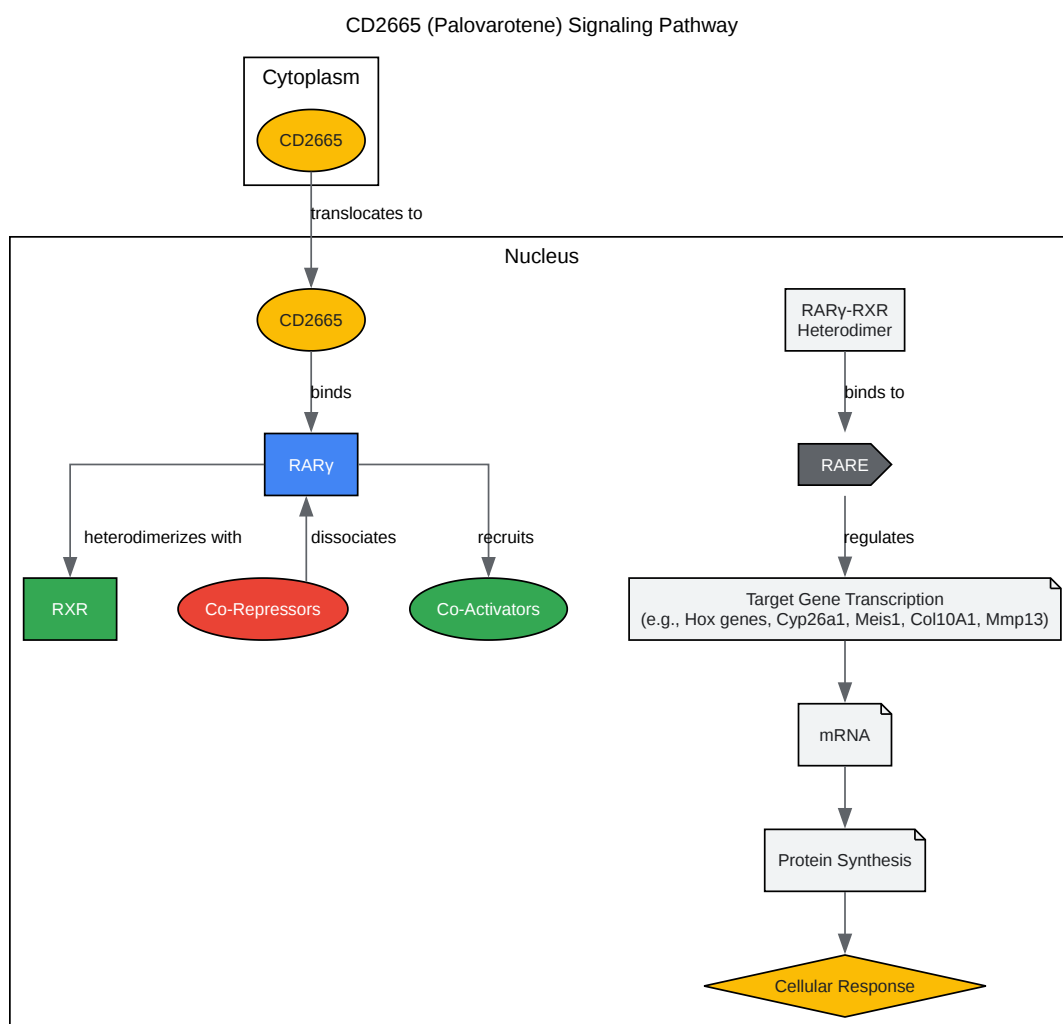 CD2665 (Palovarotene) Signaling Pathway
Cytoplasm
CD2665
translocates to
Nucleus
CD2665
binds
RARγ
heterodimerizes with
dissociates
recruits
RXR
Co-Repressors
Co-Activators
RARγ-RXR
Heterodimer
binds to
RARE
regulates
Target Gene Transcription
(e.g., Hox genes, Cyp26a1, Meis1, Col10A1, Mmp13)
mRNA
Protein Synthesis
Cellular Response